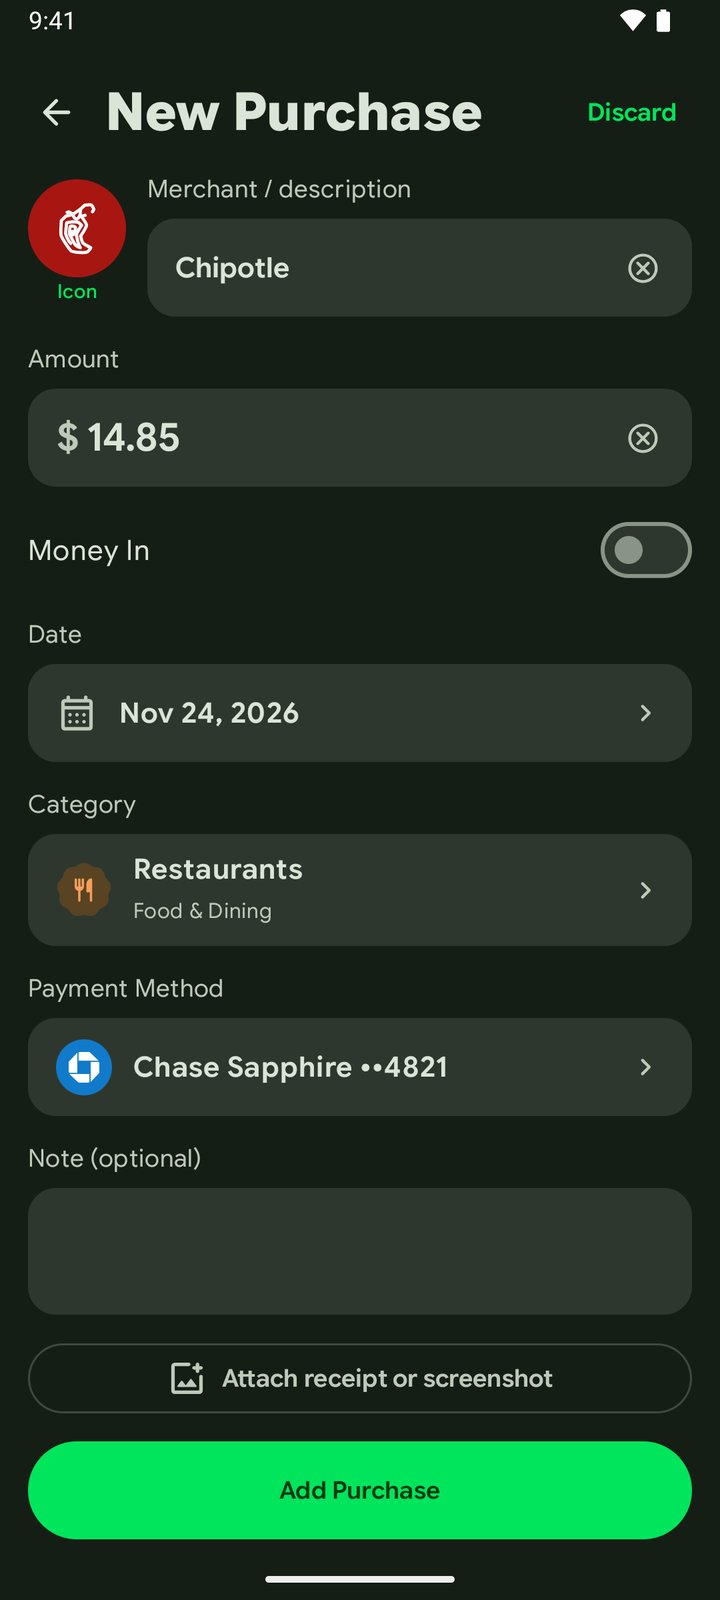 9:41
New Purchase
Discard
Merchant / description
Chipotle
Icon
Amount
$ 14.85
Money In
Date
Nov 24, 2026
Category
Restaurants
Food & Dining
Payment Method
Chase Sapphire ••4821
Note (optional)
Attach receipt or screenshot
Add Purchase